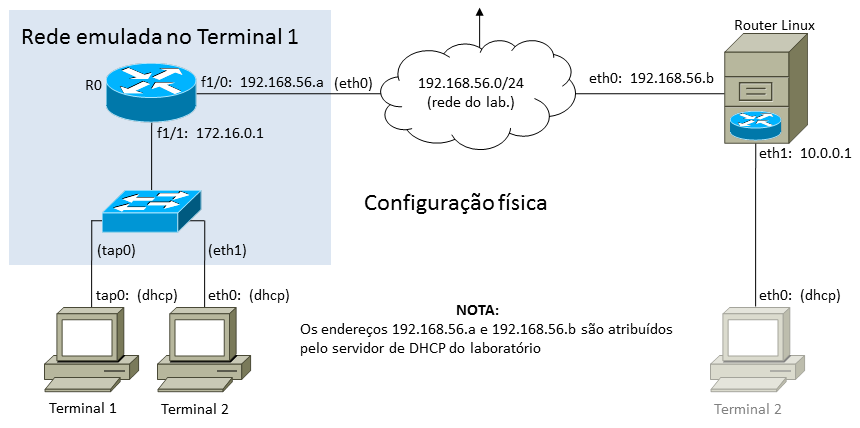 Rede emulada no Terminal 1
Router Linux
R0
f1/0: 192.168.56.a
(eth0)
192.168.56.0/24
(rede do lab.)
eth0: 192.168.56.b
f1/1: 172.16.0.1
eth1: 10.0.0.1
Configuração física
(tap0)
(eth1)
tap0: (dhcp)
eth0: (dhcp)
eth0: (dhcp)
NOTA:
Os endereços 192.168.56.a e 192.168.56.b são atribuídos
pelo servidor de DHCP do laboratório
Terminal 1
Terminal 2
Terminal 2